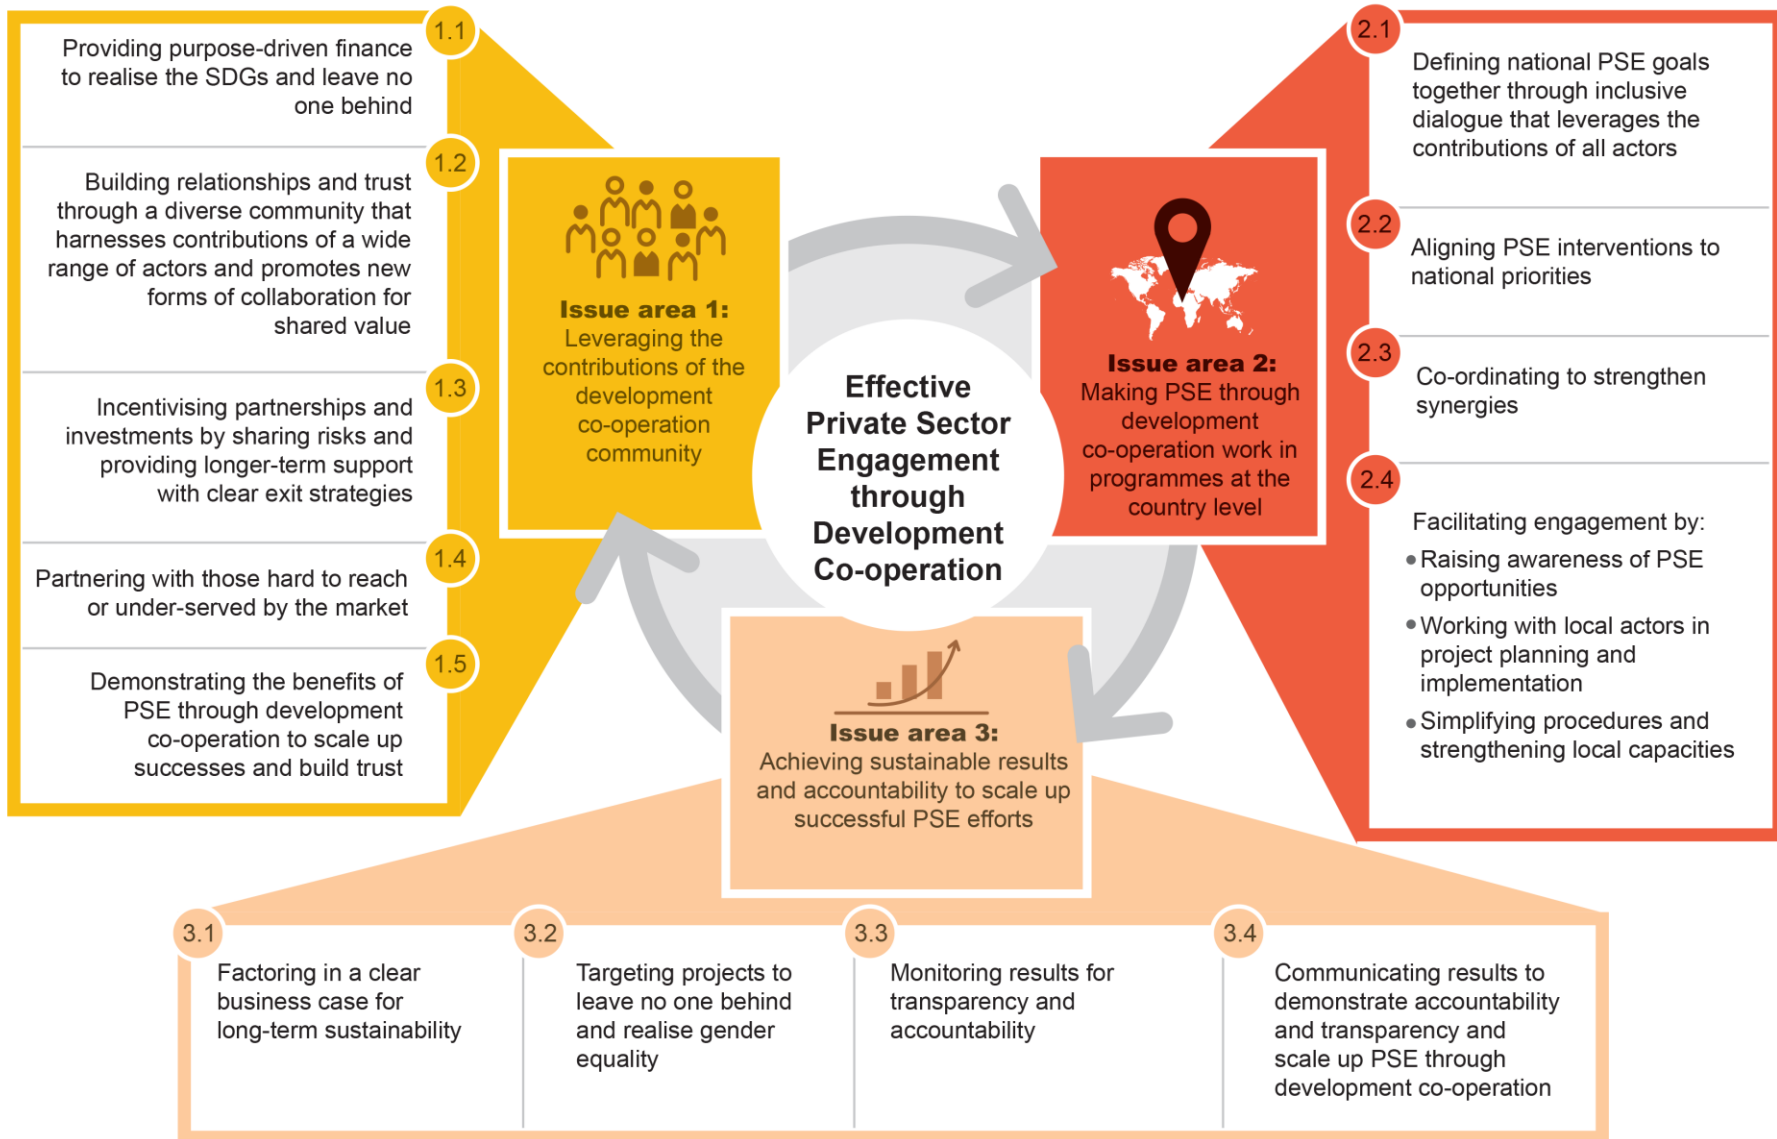 1.1
Providing purpose-driven finance
to realise the SDGs and leave no
one behind
1.2
Building relationships and trust
through a diverse community that
harnesses contributions of a wide
range of actors and promotes new
forms of collaboration for
shared value
1.3
Incentivising partnerships and
investments by sharing risks and
providing longer-term support
with clear exit strategies
1.4
Partnering with those hard to reach
or under-served by the market
1.5
Demonstrating the benefits of
PSE through development
co-operation to scale up
successes and build trust
Issue area 1:
Leveraging the
contributions of the
development
co-operation
community
Effective
Private Sector
Engagement
through
Development
Co-operation
Issue area 2:
Making PSE through
development
co-operation work in
programmes at the
country level
2.1
Defining national PSE goals
together through inclusive
dialogue that leverages the
contributions of all actors
2.2
Aligning PSE interventions to
national priorities
2.3
Co-ordinating to strengthen
synergies
2.4
Facilitating engagement by:
• Raising awareness of PSE
opportunities
• Working with local actors in
project planning and
implementation
• Simplifying procedures and
strengthening local capacities
Issue area 3:
Achieving sustainable results
and accountability to scale up
successful PSE efforts
3.1
Factoring in a clear
business case for
long-term sustainability
3.2
Targeting projects to
leave no one behind
and realise gender
equality
3.3
Monitoring results for
transparency and
accountability
3.4
Communicating results to
demonstrate accountability
and transparency and
scale up PSE through
development co-operation